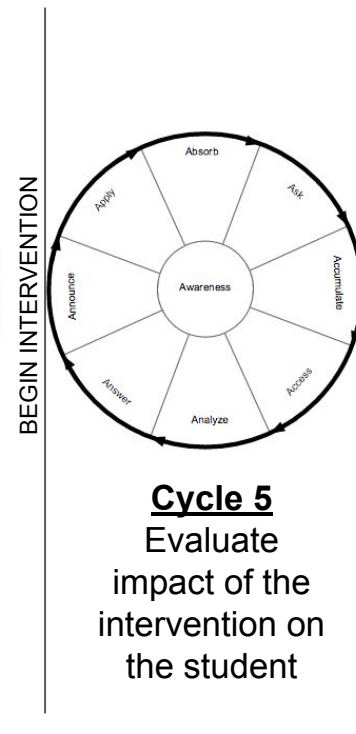 BEGIN INTERVENTION
Absorb
Ask
Accumulate
Access
Analyze
Answer
Announce
Apply
Awareness
Cycle 5
Evaluate
impact of the
intervention on
the student